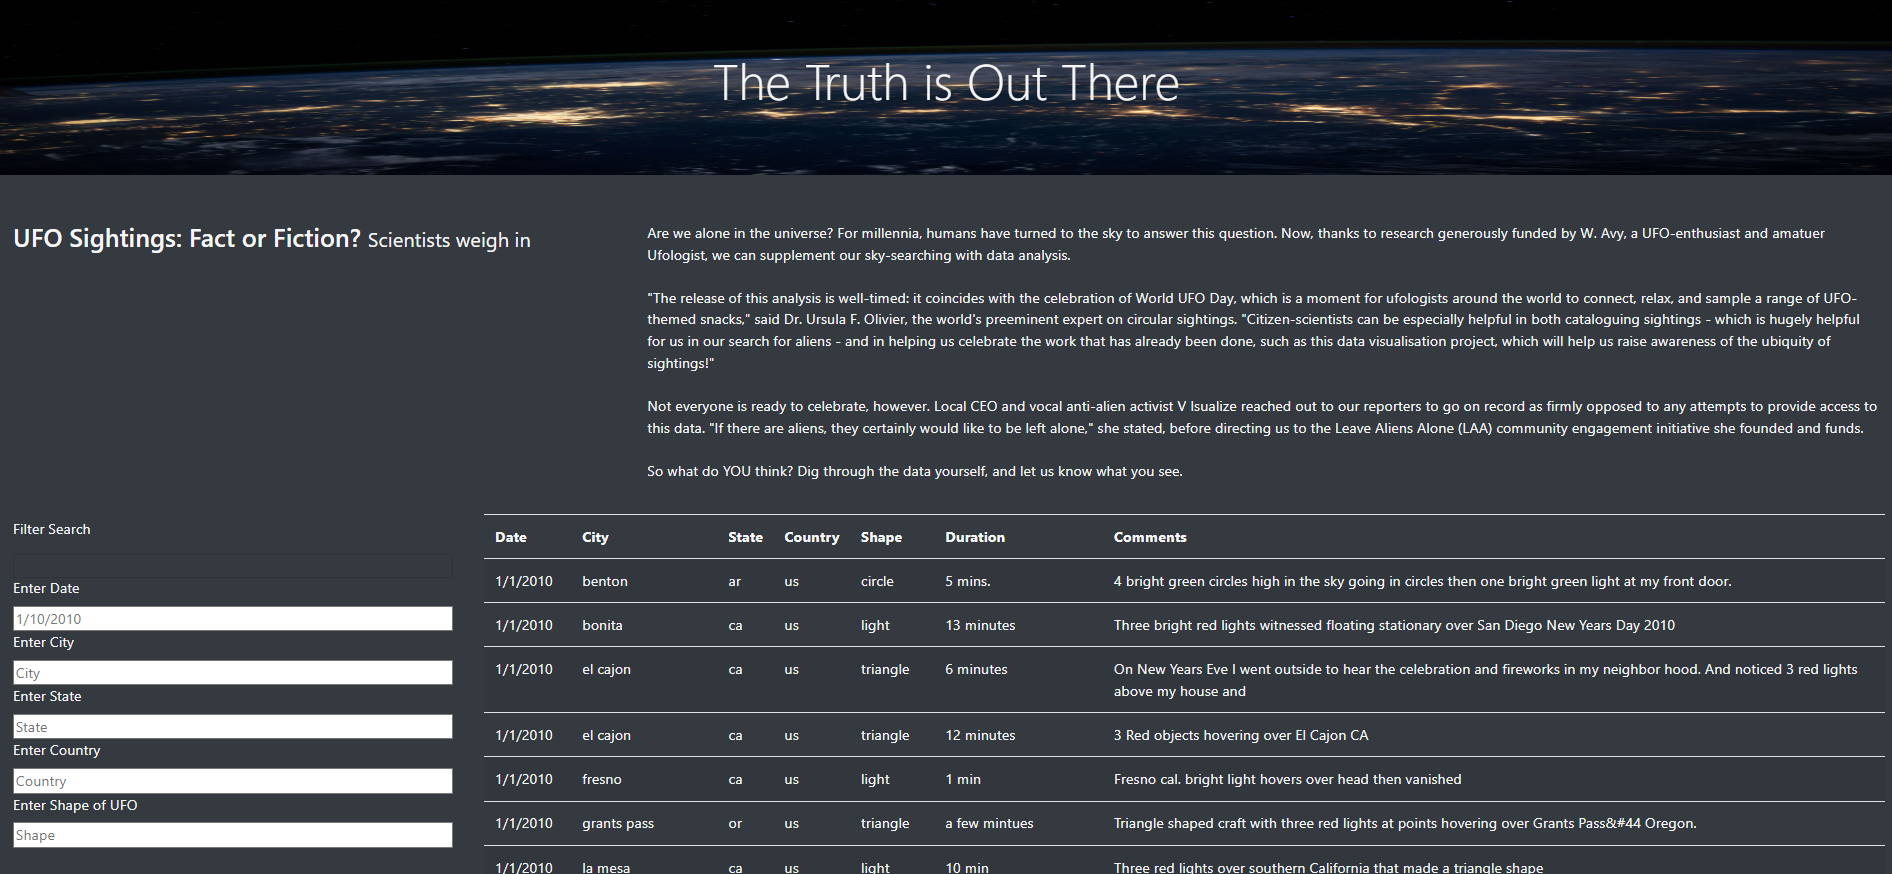 The Truth is Out There
UFO Sightings: Fact or Fiction? Scientists weigh in
Are we alone in the universe? For millennia, humans have turned to the sky to answer this question. Now, thanks to research generously funded by W. Avy, a UFO-enthusiast and amatuer
Ufologist, we can supplement our sky-searching with data analysis.
"The release of this analysis is well-timed: it coincides with the celebration of World UFO Day, which is a moment for ufologists around the world to connect, relax, and sample a range of UFO-
themed snacks," said Dr. Ursula F. Olivier, the world's preeminent expert on circular sightings. "Citizen-scientists can be especially helpful in both cataloguing sightings - which is hugely helpful
for us in our search for aliens - and in helping us celebrate the work that has already been done, such as this data visualisation project, which will help us raise awareness of the ubiquity of
sightings!"
Not everyone is ready to celebrate, however. Local CEO and vocal anti-alien activist V Isualize reached out to our reporters to go on record as firmly opposed to any attempts to provide access to
this data. "If there are aliens, they certainly would like to be left alone," she stated, before directing us to the Leave Aliens Alone (LAA) community engagement initiative she founded and funds.
So what do YOU think? Dig through the data yourself, and let us know what you see.
Filter Search
Enter Date
1/10/2010
Enter City
City
Enter State
State
Enter Country
Country
Enter Shape of UFO
Shape
Date City State Country Shape Duration Comments
1/1/2010 benton ar us circle 5 mins. 4 bright green circles high in the sky going in circles then one bright green light at my front door.
1/1/2010 bonita ca us light 13 minutes Three bright red lights witnessed floating stationary over San Diego New Years Day 2010
1/1/2010 el cajon ca us triangle 6 minutes On New Years Eve I went outside to hear the celebration and fireworks in my neighbor hood. And noticed 3 red lights
above my house and
1/1/2010 el cajon ca us triangle 12 minutes 3 Red objects hovering over El Cajon CA
1/1/2010 fresno ca us light 1 min Fresno cal. bright light hovers over head then vanished
1/1/2010 grants pass or us triangle a few mintues Triangle shaped craft with three red lights at points hovering over Grants Pass&#44 Oregon.
1/1/2010 la mesa ca us light 10 min Three red lights over southern California that made a triangle shape